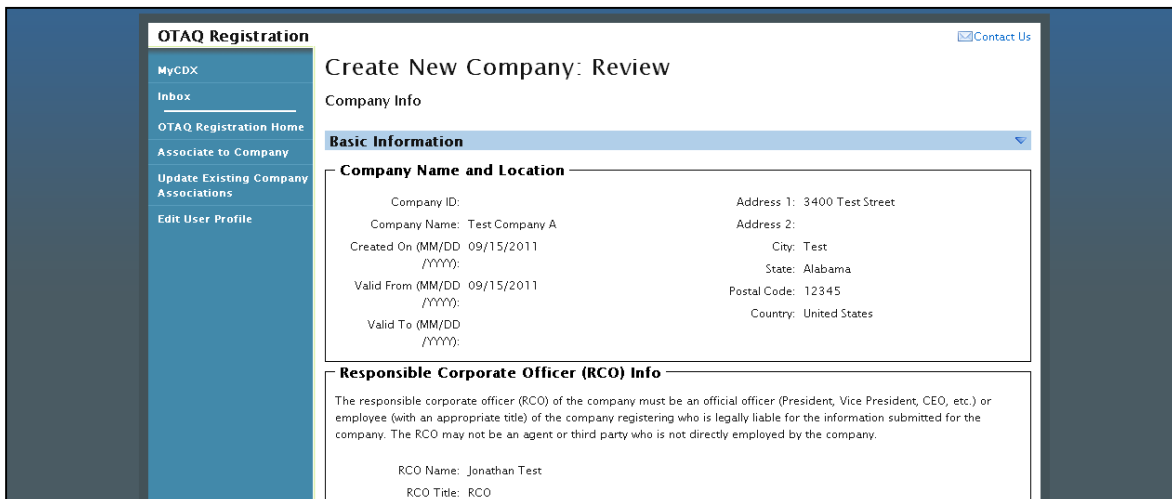 OTAQ Registration
Contact Us
MyCDX
Inbox
OTAQ Registration Home
Associate to Company
Update Existing Company
Associations
Edit User Profile
Create New Company: Review
Company Info
Basic Information
Company Name and Location
Company ID:
Company Name: Test Company A
Created On (MM/DD 09/15/2011
/YYYY):
Valid From (MM/DD 09/15/2011
/YYYY):
Valid To (MM/DD
/YYYY):
Address 1: 3400 Test Street
Address 2:
City: Test
State: Alabama
Postal Code: 12345
Country: United States
Responsible Corporate Officer (RCO) Info
The responsible corporate officer (RCO) of the company must be an official officer (President, Vice President, CEO, etc.) or
employee (with an appropriate title) of the company registering who is legally liable for the information submitted for the
company. The RCO may not be an agent or third party who is not directly employed by the company.
RCO Name: Jonathan Test
RCO Title: RCO